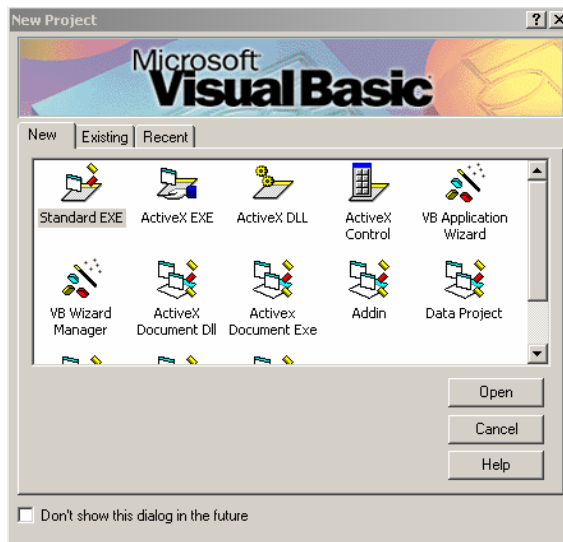 New Project
Microsoft
Visual Basic
New
Existing
Recent
Standard EXE
ActiveX EXE
ActiveX DLL
ActiveX
Control
VB Application
Wizard
VB Wizard
Manager
ActiveX
Document Dll
Activex
Document Exe
Addin
Data Project
Open
Cancel
Help
Don't show this dialog in the future